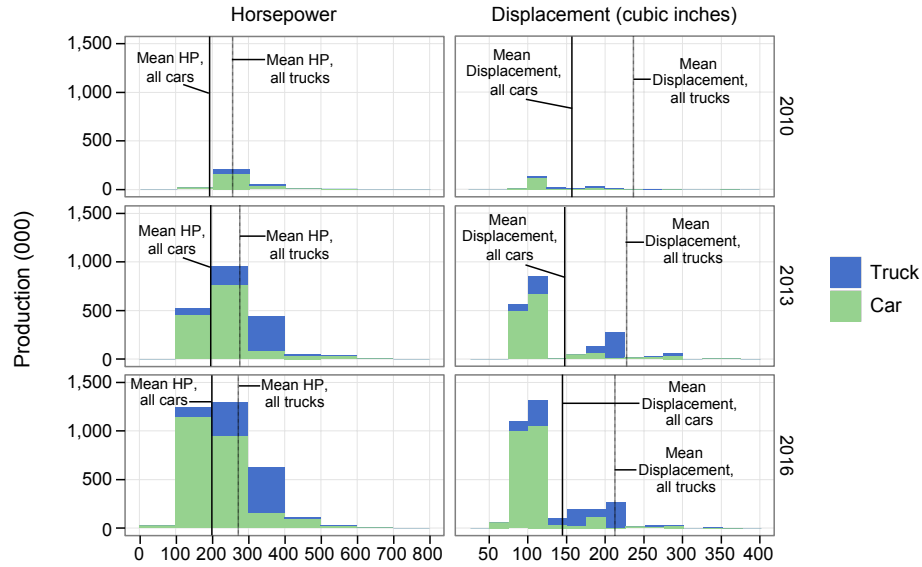 Horsepower
Displacement (cubic inches)
Production (000)
1,500
1,000
500
0
Mean HP,
all cars
Mean HP,
all trucks
Mean
Displacement,
all cars
Mean
Displacement,
all trucks
2010
1,500
1,000
500
0
Mean HP,
all cars
Mean HP,
all trucks
Mean
Displacement,
all cars
Mean
Displacement,
all trucks
2013
1,500
1,000
500
0
Mean HP,
all cars
Mean HP,
all trucks
Mean
Displacement,
all cars
Mean
Displacement,
all trucks
2016
0 100 200 300 400 500 600 700 800
50 100 150 200 250 300 350 400
Truck
Car